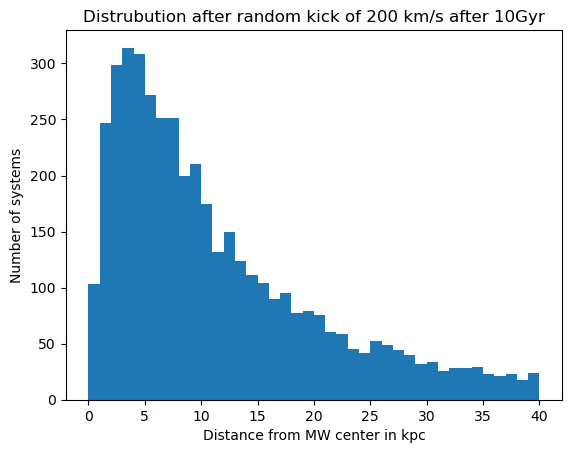 Distrubution after random kick of 200 km/s after 10Gyr
Number of systems
300
250
200
150
100
50
0
0 5 10 15 20 25 30 35 40
Distance from MW center in kpc